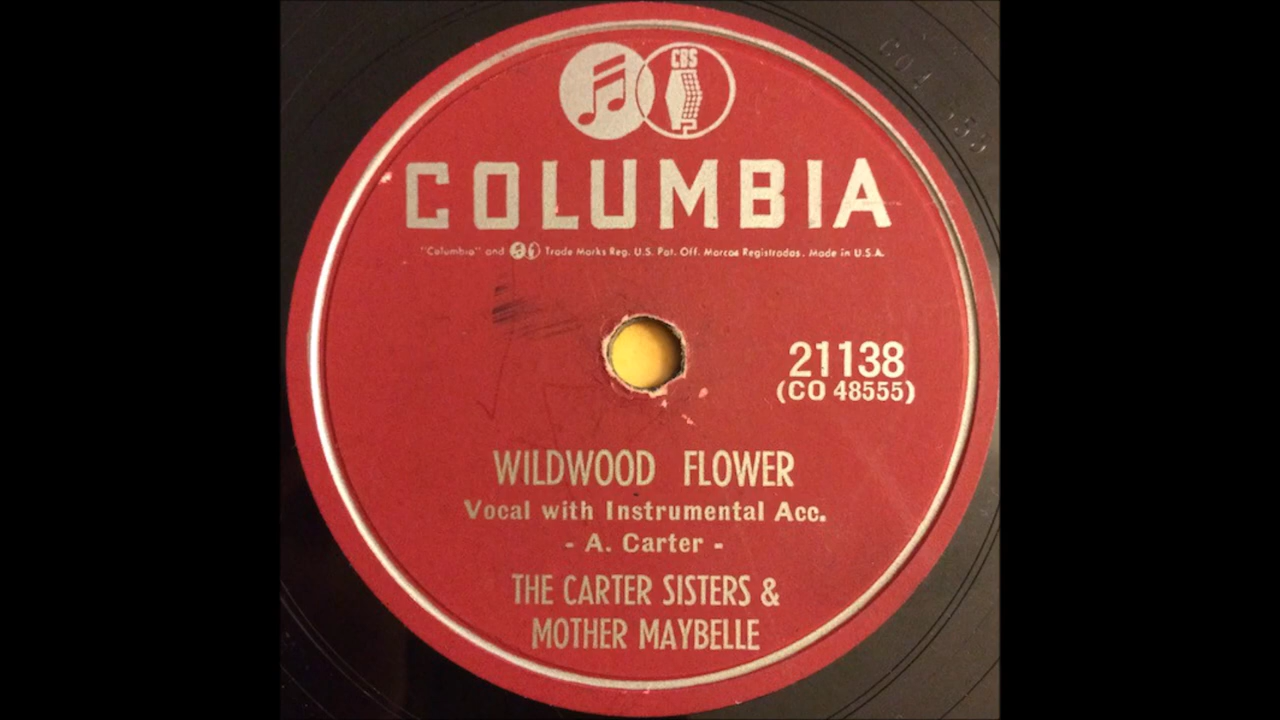 CBS
COLUMBIA
"Columbia" and Trade Marks Reg. U.S. Pat. Off. Marcas Registradas. Made in U.S.A.
21138
(CO 48555)
WILDWOOD FLOWER
Vocal with Instrumental Acc.
- A. Carter -
THE CARTER SISTERS &
MOTHER MAYBELLE